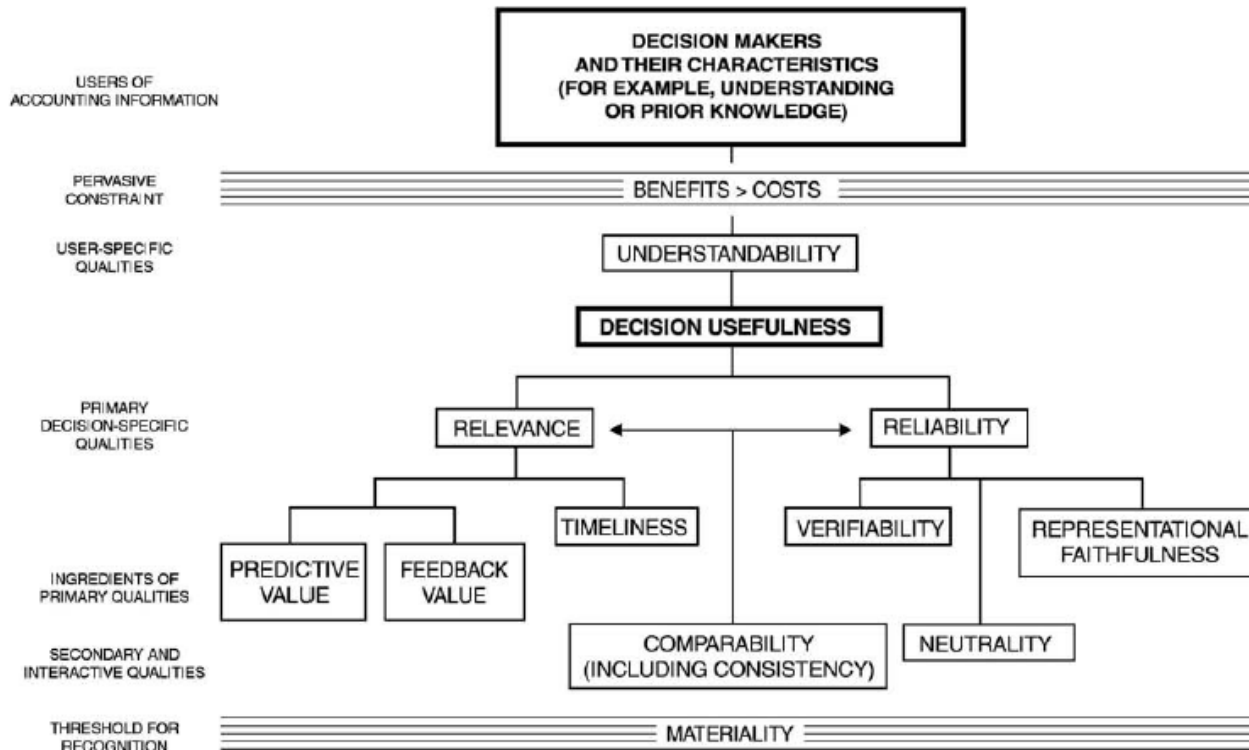 DECISION MAKERS
AND THEIR CHARACTERISTICS
(FOR EXAMPLE, UNDERSTANDING
OR PRIOR KNOWLEDGE)
USERS OF
ACCOUNTING INFORMATION
PERVASIVE
CONSTRAINT
BENEFITS > COSTS
USER-SPECIFIC
QUALITIES
UNDERSTANDABILITY
DECISION USEFULNESS
PRIMARY
DECISION-SPECIFIC
QUALITIES
RELEVANCE
RELIABILITY
TIMELINESS
VERIFIABILITY
REPRESENTATIONAL
FAITHFULNESS
INGREDIENTS OF
PRIMARY QUALITIES
PREDICTIVE
VALUE
FEEDBACK
VALUE
SECONDARY AND
INTERACTIVE QUALITIES
COMPARABILITY
(INCLUDING CONSISTENCY)
NEUTRALITY
THRESHOLD FOR
RECOGNITION
MATERIALITY